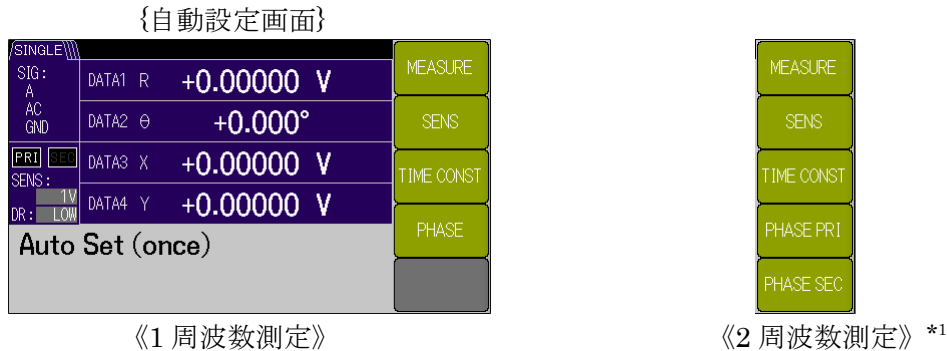 {自動設定画面}
SINGLE
SIG:
A
AC
GND
DATA1 R +0.00000 V
DATA2 θ +0.000°
PRI SEC
DATA3 X +0.00000 V
SENS:
1V
DATA4 Y +0.00000 V
DR: LOW
Auto Set (once)
MEASURE
SENS
TIME CONST
PHASE
MEASURE
SENS
TIME CONST
PHASE PRI
PHASE SEC
《1 周波数測定》
《2 周波数測定》*1